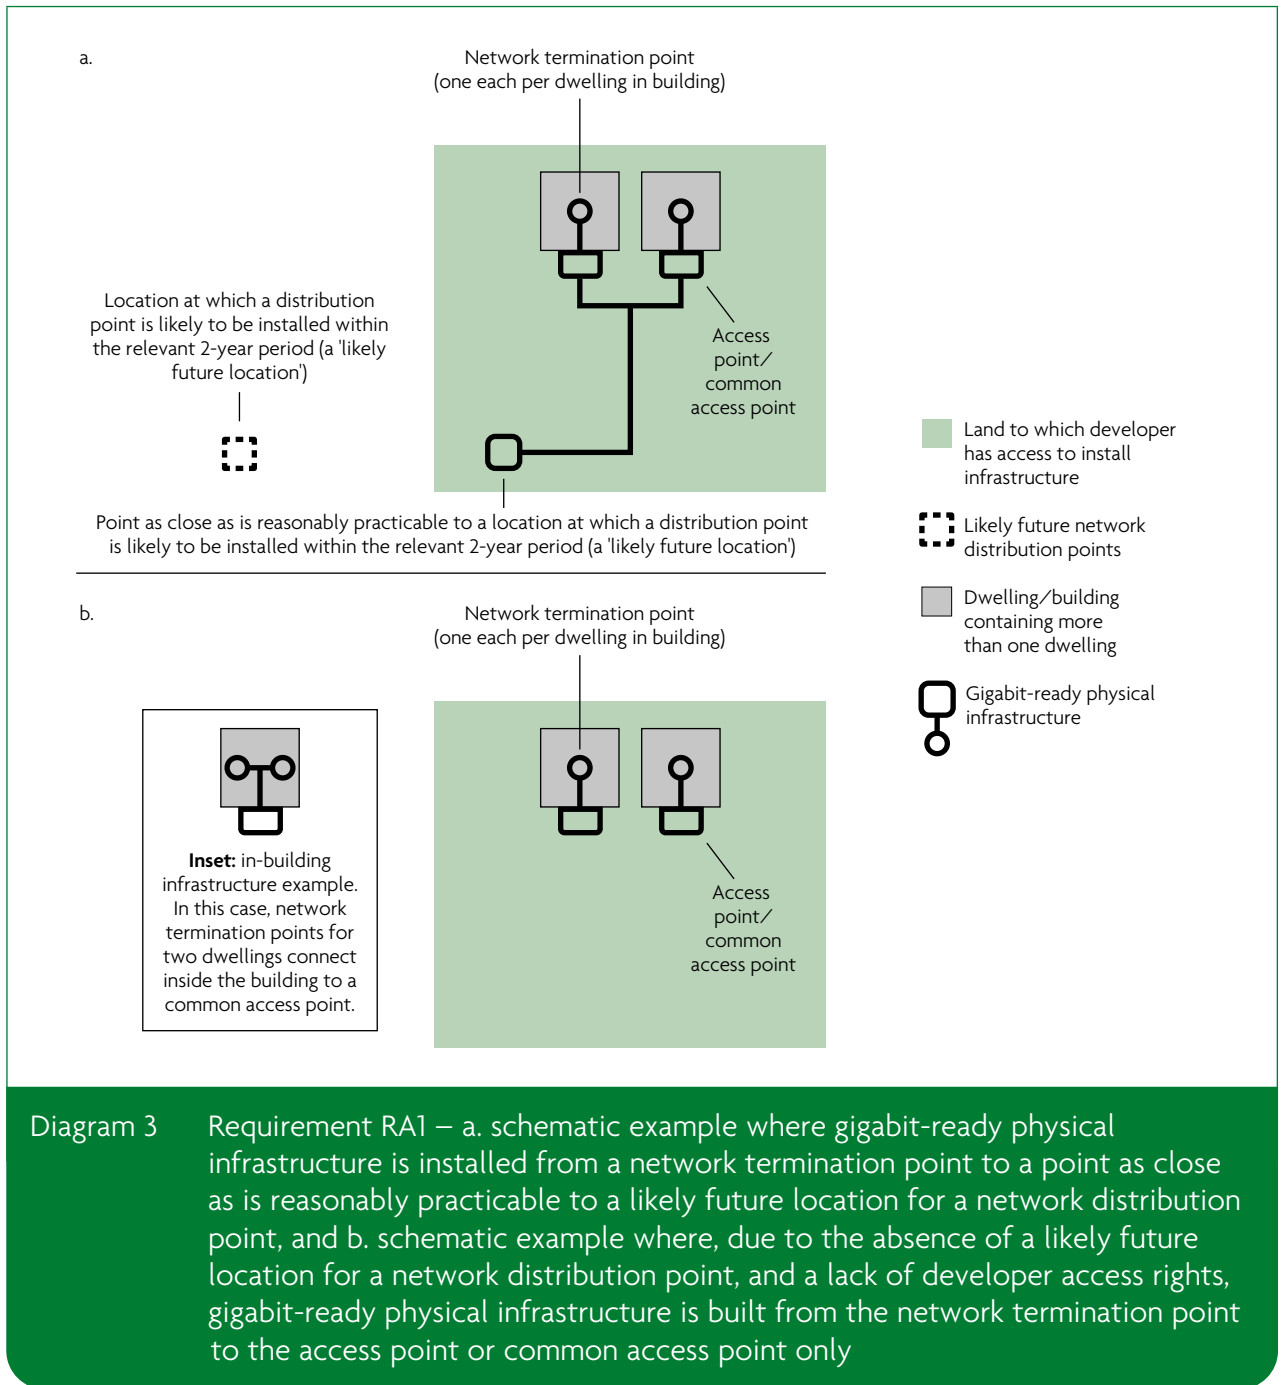 a.
Network termination point
(one each per dwelling in building)
Location at which a distribution
point is likely to be installed within
the relevant 2-year period (a 'likely
future location')
Access
point/
common
access point
Point as close as is reasonably practicable to a location at which a distribution point
is likely to be installed within the relevant 2-year period (a 'likely future location')
Land to which developer
has access to install
infrastructure
Likely future network
distribution points
Dwelling/building
containing more
than one dwelling
Gigabit-ready physical
infrastructure
b.
Network termination point
(one each per dwelling in building)
Inset: in-building
infrastructure example.
In this case, network
termination points for
two dwellings connect
inside the building to a
common access point.
Access
point/
common
access point
Diagram 3 Requirement RA1 – a. schematic example where gigabit-ready physical
infrastructure is installed from a network termination point to a point as close
as is reasonably practicable to a likely future location for a network distribution
point, and b. schematic example where, due to the absence of a likely future
location for a network distribution point, and a lack of developer access rights,
gigabit-ready physical infrastructure is built from the network termination point
to the access point or common access point only